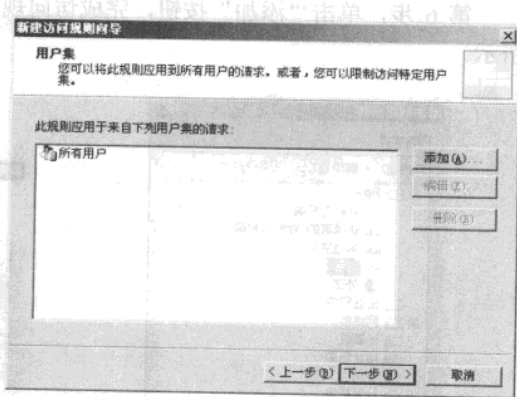 新建访问规则向导
用户集
您可以将此规则应用到所有用户的请求。或者，您可以限制访问特定用户
集。
此规则应用于来自下列用户集的请求:
所有用户
添加(A)...
编辑(E)...
删除(R)
< 上一步(B)
下一步(N) >
取消